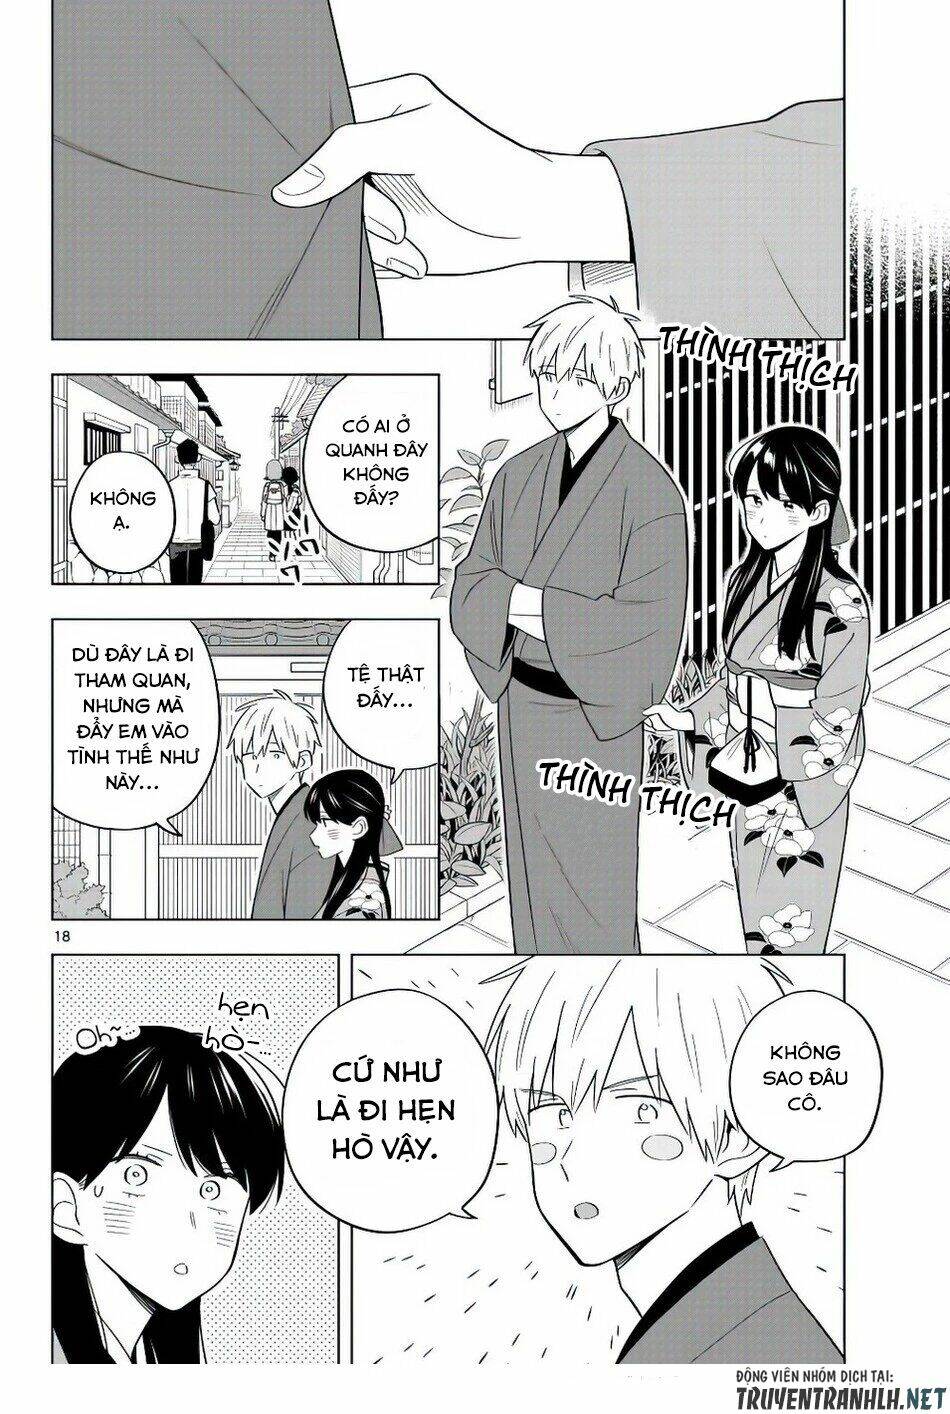 THÌNH THỊCH
CÓ AI Ở
QUANH ĐÂY
KHÔNG
ĐẤY?
KHÔNG
Ạ.
TỆ THẬT
ĐẤY...
DÙ ĐÂY LÀ ĐI
THAM QUAN,
NHƯNG MÀ
ĐẨY EM VÀO
TÌNH THẾ NHƯ
NÀY...
THÌNH THỊCH
18
KHÔNG
SAO ĐÂU
CÔ.
CỨ NHƯ
LÀ ĐI HẸN
HÒ VẬY.
hẹn
hò
Oh~...
ĐỘNG VIÊN NHÓM DỊCH TẠI:
TRUYENTRANHLH.NET